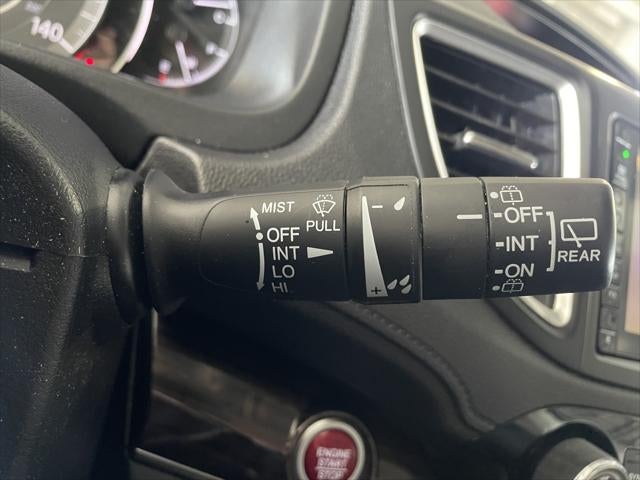 140
MIST
OFF
INT
LO
HI
PULL
-
+
-OFF
-INT
-ON
REAR
ENGINE
START
STOP